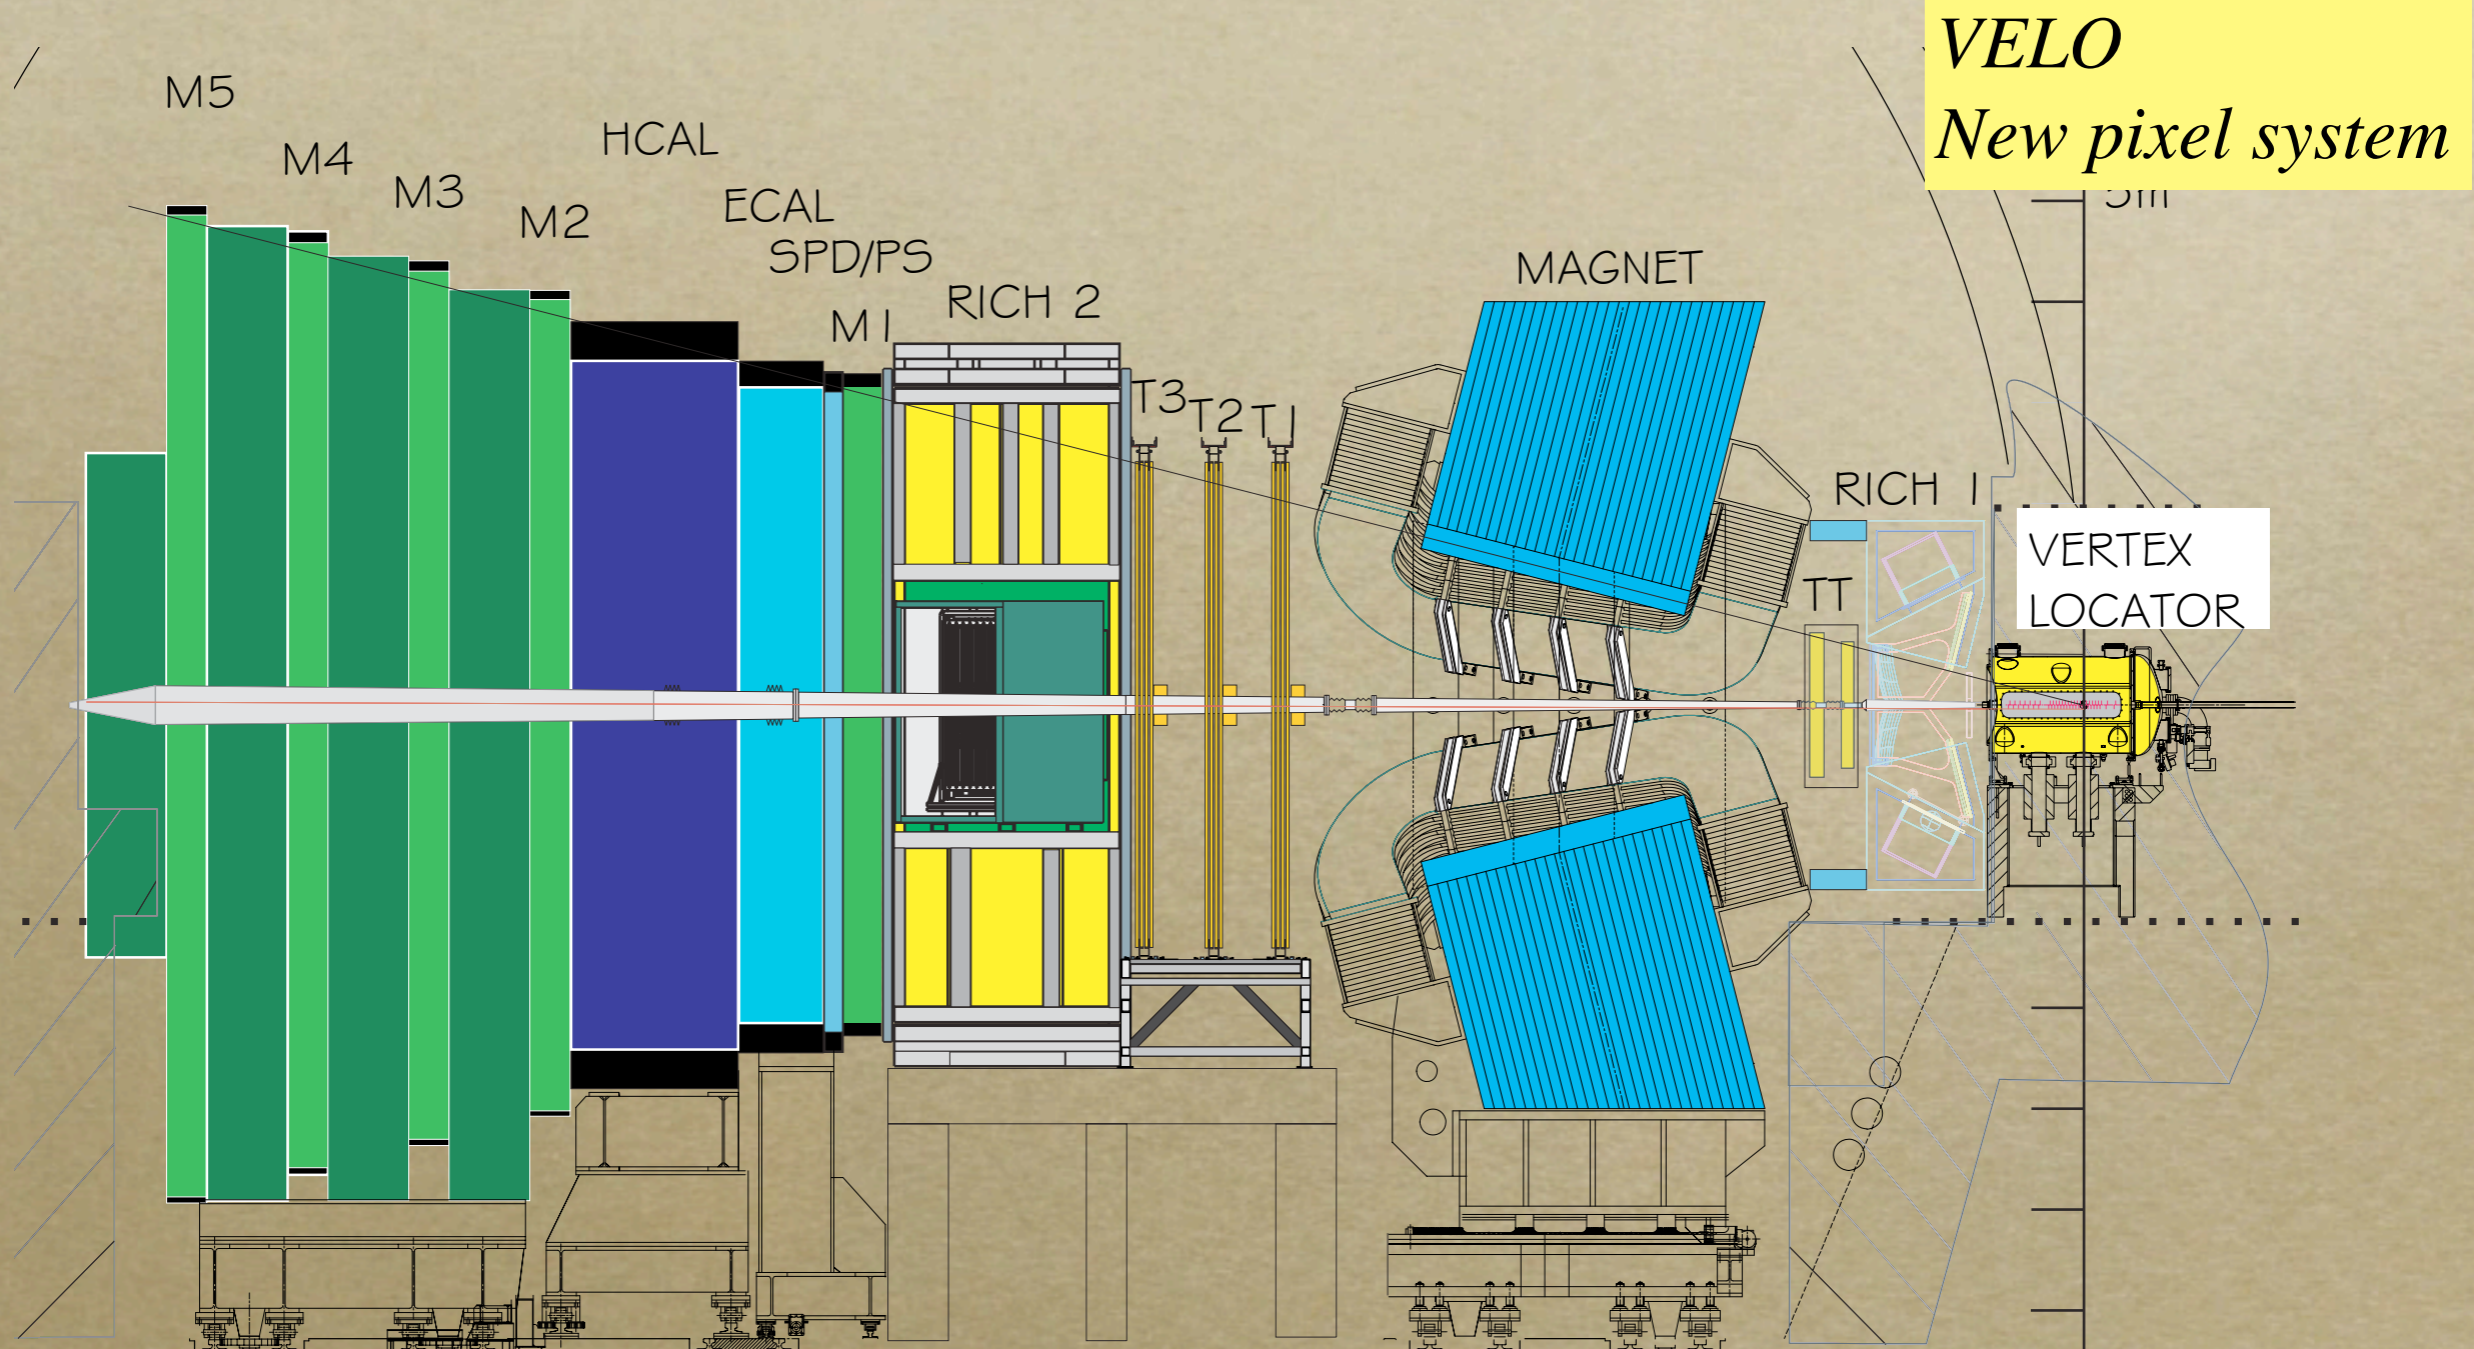 VELO
New pixel system
M5
M4
M3
M2
HCAL
ECAL
SPD/PS
M1
RICH 2
T3
T2
T1
MAGNET
RICH 1
TT
5m
VERTEX
LOCATOR